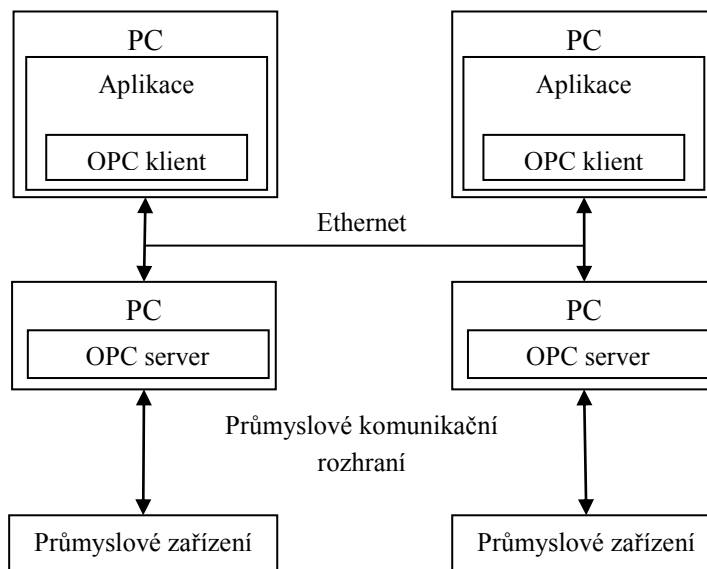 PC
Aplikace
OPC klient
PC
Aplikace
OPC klient
Ethernet
PC
OPC server
PC
OPC server
Průmyslové komunikační
rozhraní
Průmyslové zařízení
Průmyslové zařízení